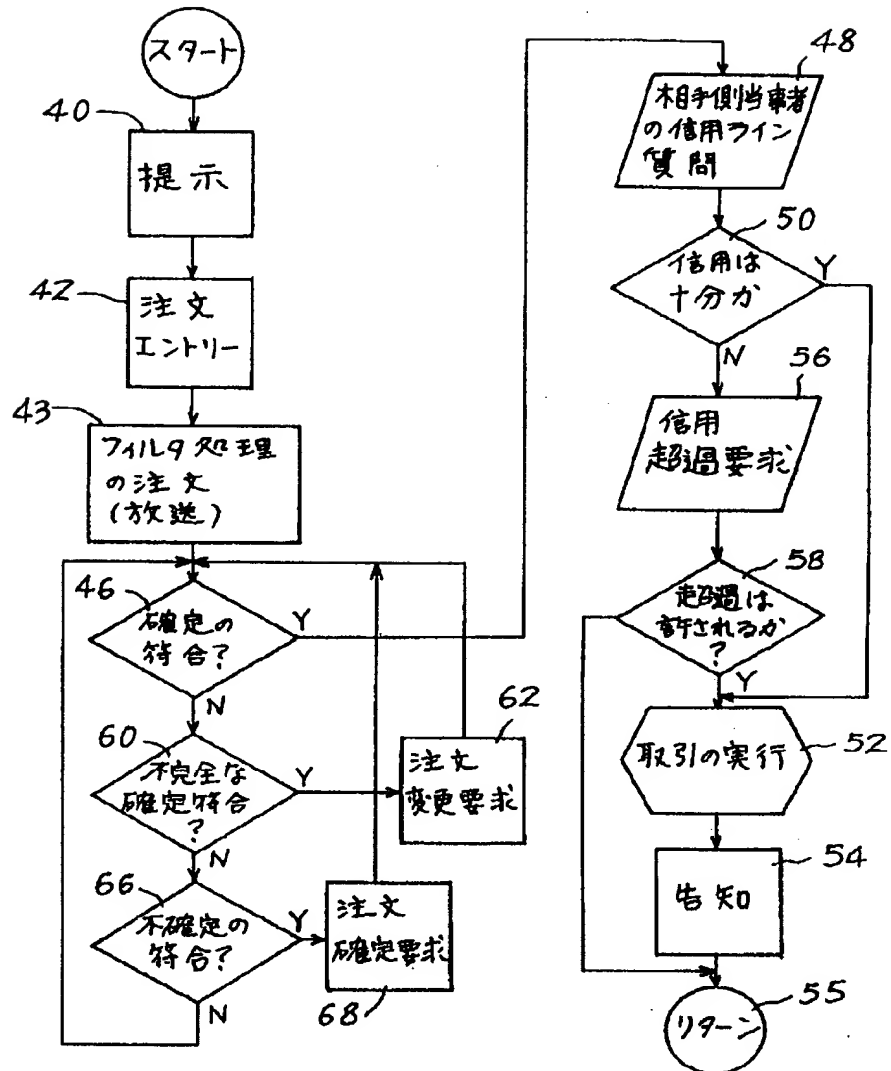 スタート
40
提示
42
注文
エントリー
43
フィルタ処理
の注文
(放送)
46
確定の
符合?
Y
N
60
不完全な
確定符合
?
Y
N
62
注文
変更要求
66
不確定の
符合?
Y
N
注文
確定要求
68
48
相手側当事者
の信用ライン
質問
50
信用は
十分か
Y
N
56
信用
超過要求
58
超過は
許されるか
?
Y
取引の実行
52
54
告知
55
リターン